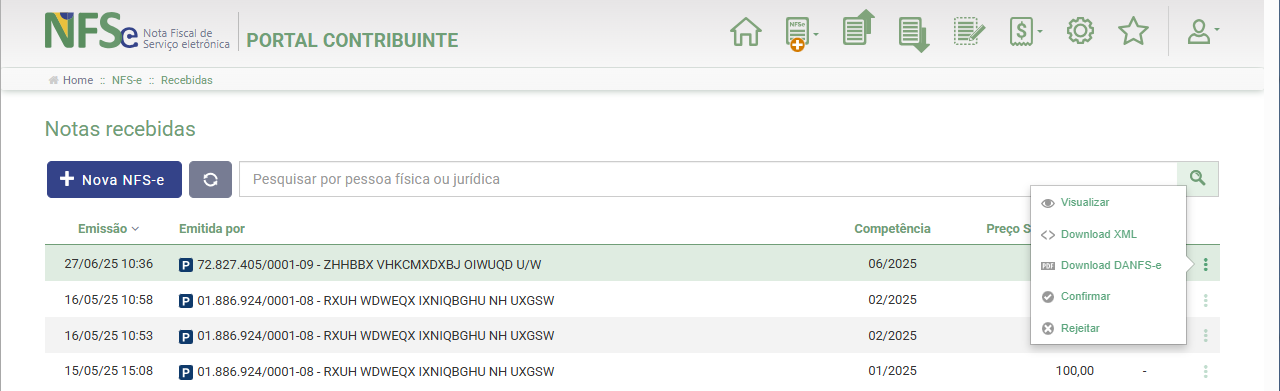 NFSe Nota Fiscal de Serviço eletrônica PORTAL CONTRIBUINTE
NFSe
$
Home :: NFS-e :: Recebidas
Notas recebidas
Nova NFS-e
Pesquisar por pessoa física ou jurídica
Emissão Emitida por Competência Preço S
27/06/25 10:36 P 72.827.405/0001-09 - ZHHBBX VHKCMXDXBJ OIWUQD U/W 06/2025
16/05/25 10:58 P 01.886.924/0001-08 - RXUH WDWEQX IXNIQBGHU NH UXGSW 02/2025
16/05/25 10:53 P 01.886.924/0001-08 - RXUH WDWEQX IXNIQBGHU NH UXGSW 02/2025
15/05/25 15:08 P 01.886.924/0001-08 - RXUH WDWEQX IXNIQBGHU NH UXGSW 01/2025 100,00 -
Visualizar
Download XML
PDF Download DANFS-e
Confirmar
Rejeitar